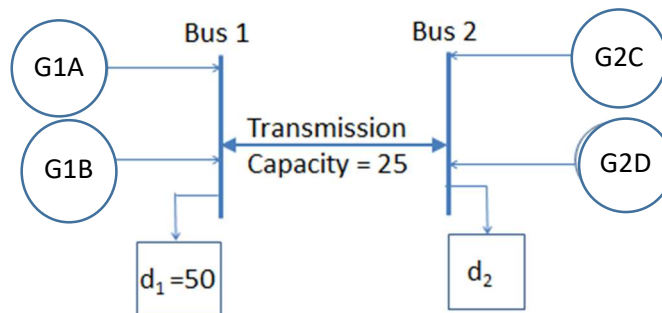 Bus 1
Bus 2
G1A
G2C
Transmission
Capacity = 25
G1B
G2D
d₁ =50
d₂